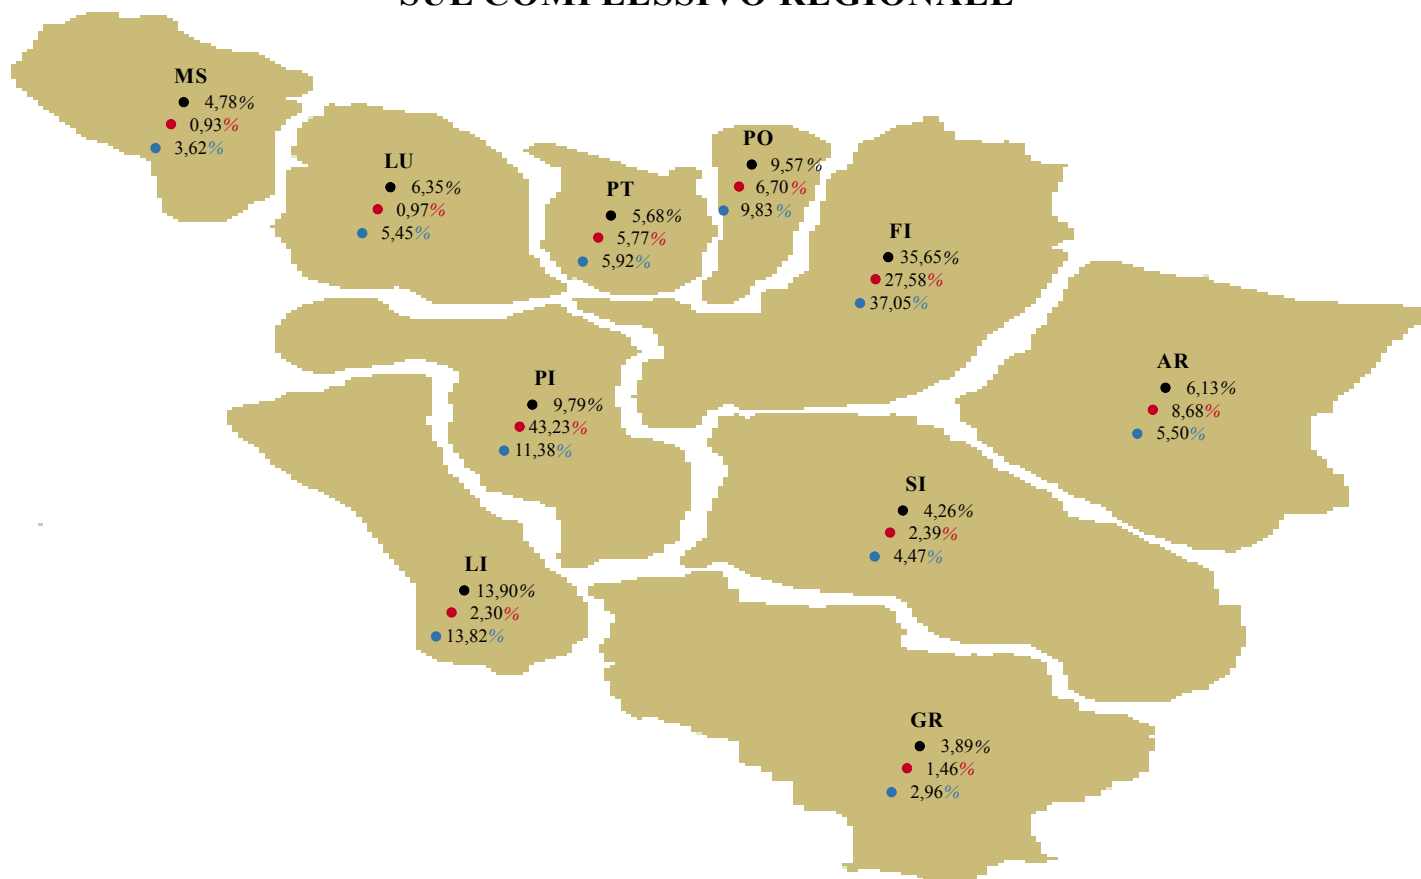 SUL COMPLESSIVO REGIONALE
MS
4,78%
0,93%
3,62%
LU
6,35%
0,97%
5,45%
PT
5,68%
5,77%
5,92%
PO
9,57%
6,70%
9,83%
FI
35,65%
27,58%
37,05%
AR
6,13%
8,68%
5,50%
PI
9,79%
43,23%
11,38%
SI
4,26%
2,39%
4,47%
LI
13,90%
2,30%
13,82%
GR
3,89%
1,46%
2,96%